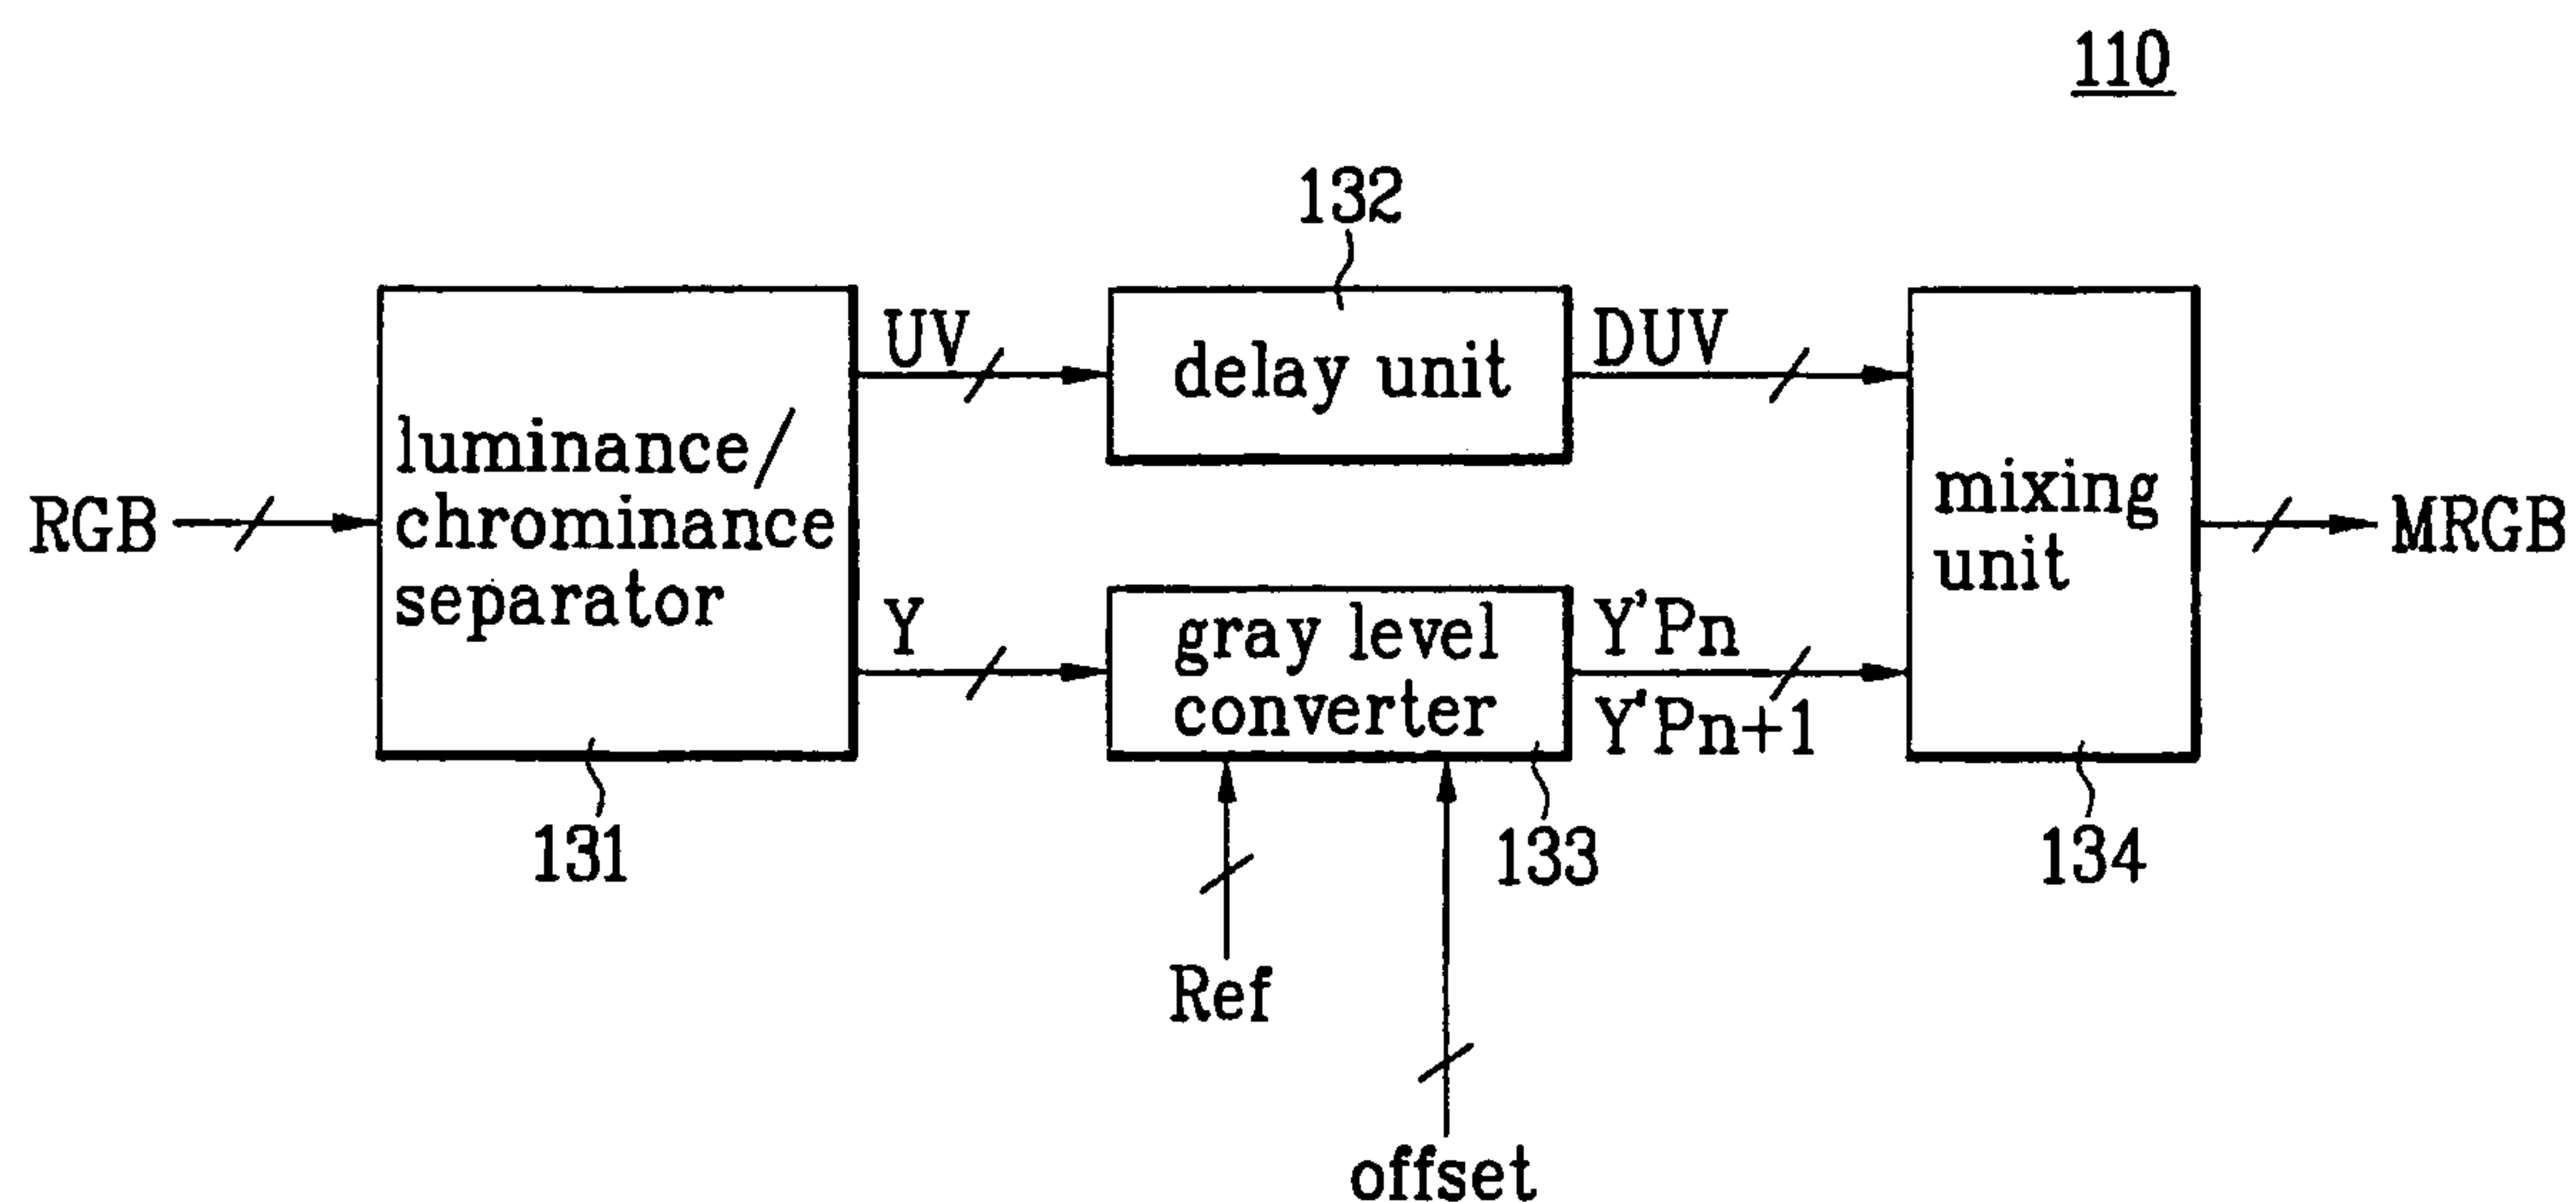 110
132
UV
delay unit
DUV
luminance/
chrominance
separator
RGB
mixing
unit
MRGB
Y
gray level
converter
Y'Pn
Y'Pn+1
131
133
134
Ref
offset